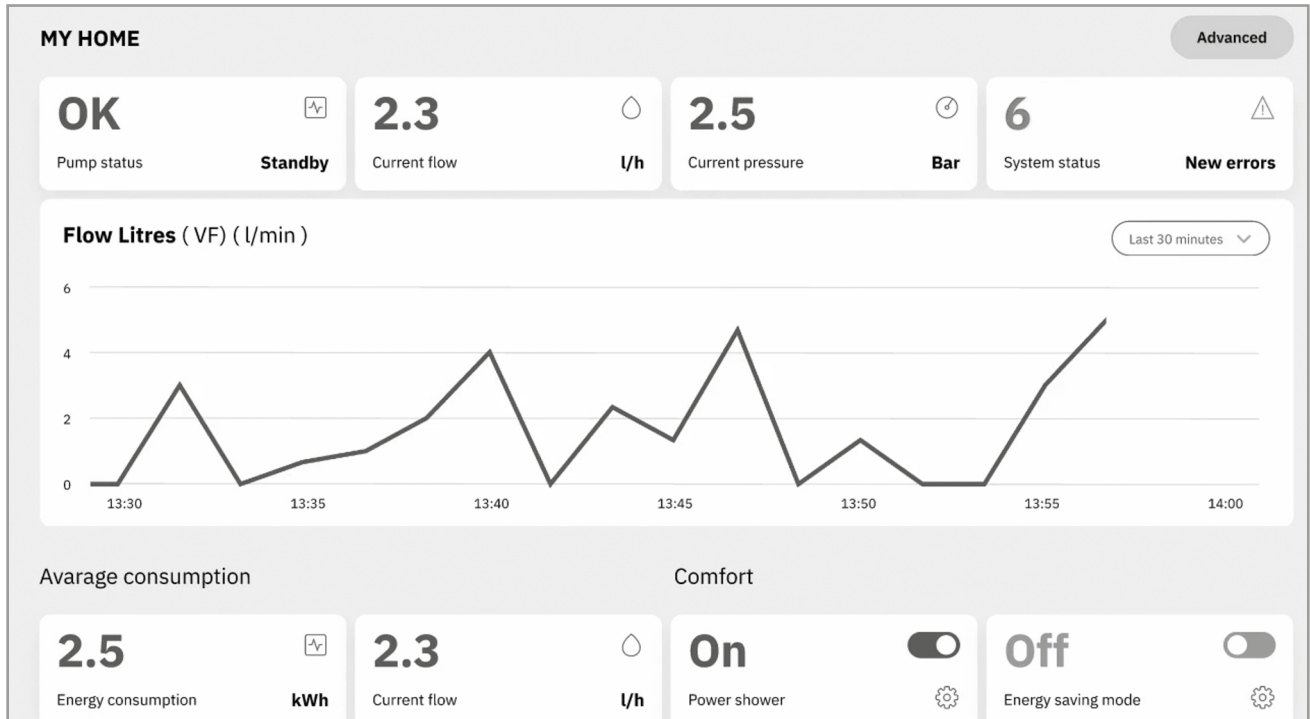 MY HOME
Advanced
OK
Pump status Standby
2.3
Current flow l/h
2.5
Current pressure Bar
6
System status New errors
Flow Litres ( VF) ( l/min )
Last 30 minutes
6
4
2
0
13:30 13:35 13:40 13:45 13:50 13:55 14:00
Avarage consumption
2.5
Energy consumption kWh
2.3
Current flow l/h
Comfort
On
Power shower
Off
Energy saving mode